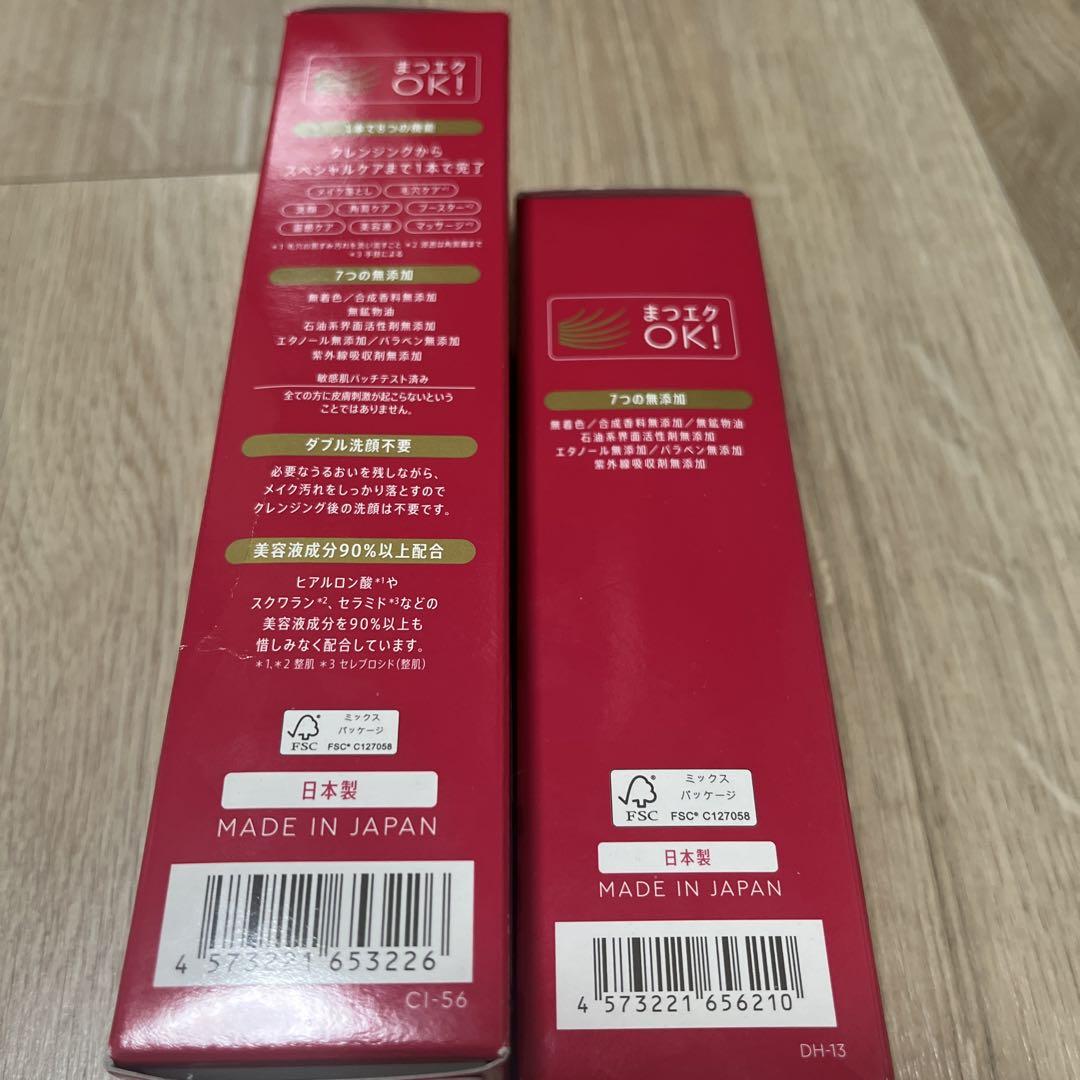 まつエク
OK!
1本で8つの機能
クレンジングから
スペシャルケアまで1本で完了
メイク落とし
毛穴ケア*¹
洗顔
角質ケア
ブースター*²
美容液
マッサージ*³
7つの無添加
無着色／合成香料無添加
無鉱物油
石油系界面活性剤無添加
エタノール無添加／パラベン無添加
紫外線吸収剤無添加
敏感肌パッチテスト済み
全ての方に皮膚刺激が起こらないという
ことではありません。
ダブル洗顔不要
必要なうるおいを残しながら、
メイク汚れをしっかり落とすので
クレンジング後の洗顔は不要です。
美容液成分90%以上配合
ヒアルロン酸*¹や
スクワラン*²、セラミド*³などの
美容液成分を90%以上も
惜しみなく配合しています。
*1、*2 整肌 *3 セレブロシド(整肌)
ミックス
パッケージ
FSC
FSC® C127058
日本製
MADE IN JAPAN
4 573221 653226
CI-56
まつエク
OK!
7つの無添加
無着色／合成香料無添加／無鉱物油
石油系界面活性剤無添加
エタノール無添加／パラベン無添加
紫外線吸収剤無添加
ミックス
パッケージ
FSC
FSC® C127058
日本製
MADE IN JAPAN
4 573221 656210
DH-13